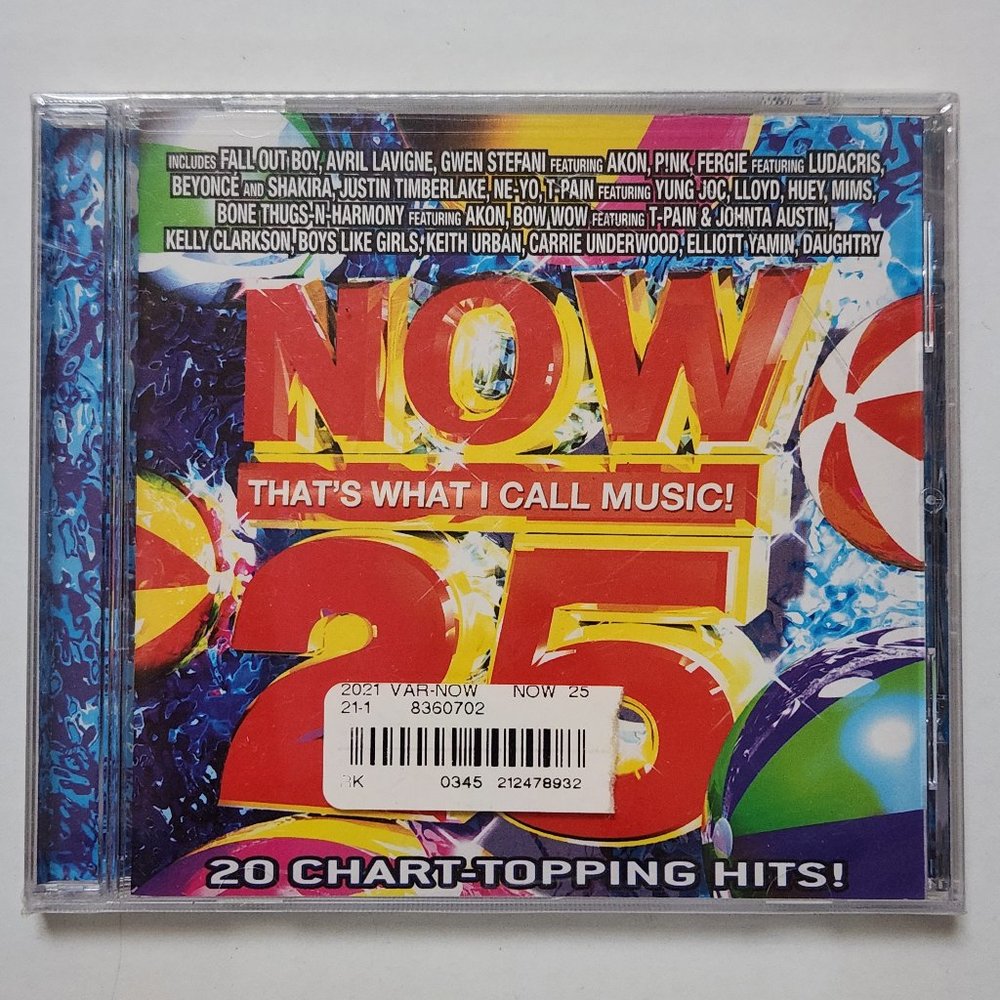 INCLUDES FALL OUT BOY, AVRIL LAVIGNE, GWEN STEFANI FEATURING AKON, P!NK, FERGIE FEATURING LUDACRIS,
BEYONCÉ AND SHAKIRA, JUSTIN TIMBERLAKE, NE-YO, T-PAIN FEATURING YUNG JOC, LLOYD, HUEY, MIMS,
BONE THUGS-N-HARMONY FEATURING AKON, BOW WOW FEATURING T-PAIN & JOHNTA AUSTIN,
KELLY CLARKSON, BOYS LIKE GIRLS, KEITH URBAN, CARRIE UNDERWOOD, ELLIOTT YAMIN, DAUGHTRY
NOW
THAT'S WHAT I CALL MUSIC!
25
2021 VAR-NOW NOW 25
21-1 8360702
RK 0345 212478932
20 CHART-TOPPING HITS!